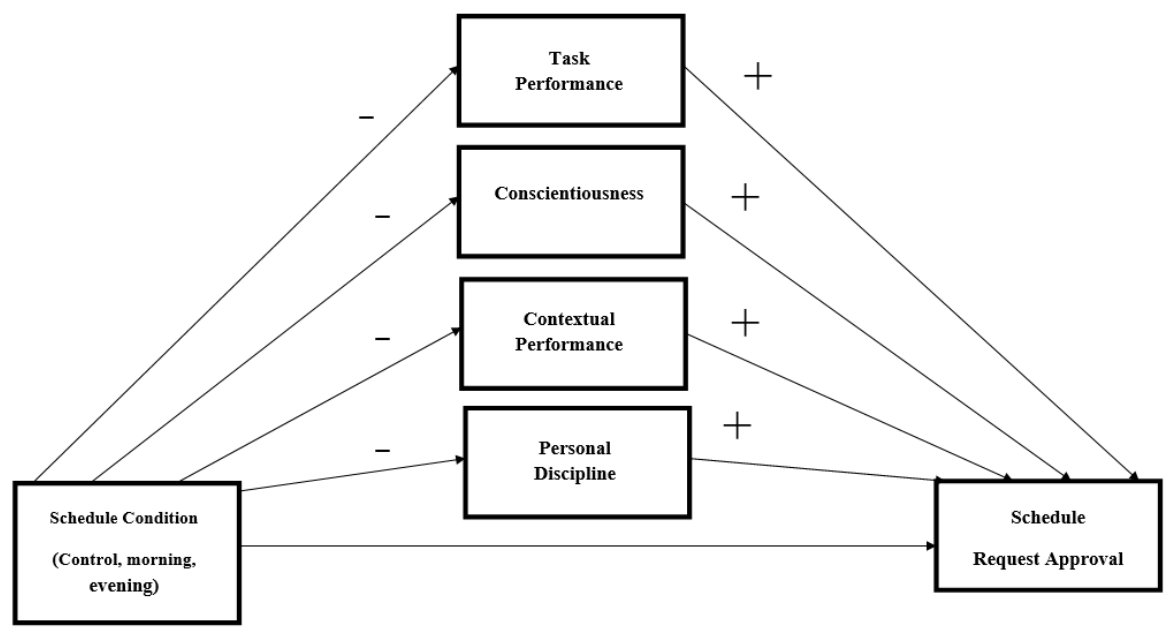 Task
Performance
+
–
Conscientiousness
+
–
Contextual
Performance
+
–
Personal
Discipline
+
–
Schedule Condition
(Control, morning,
evening)
Schedule
Request Approval